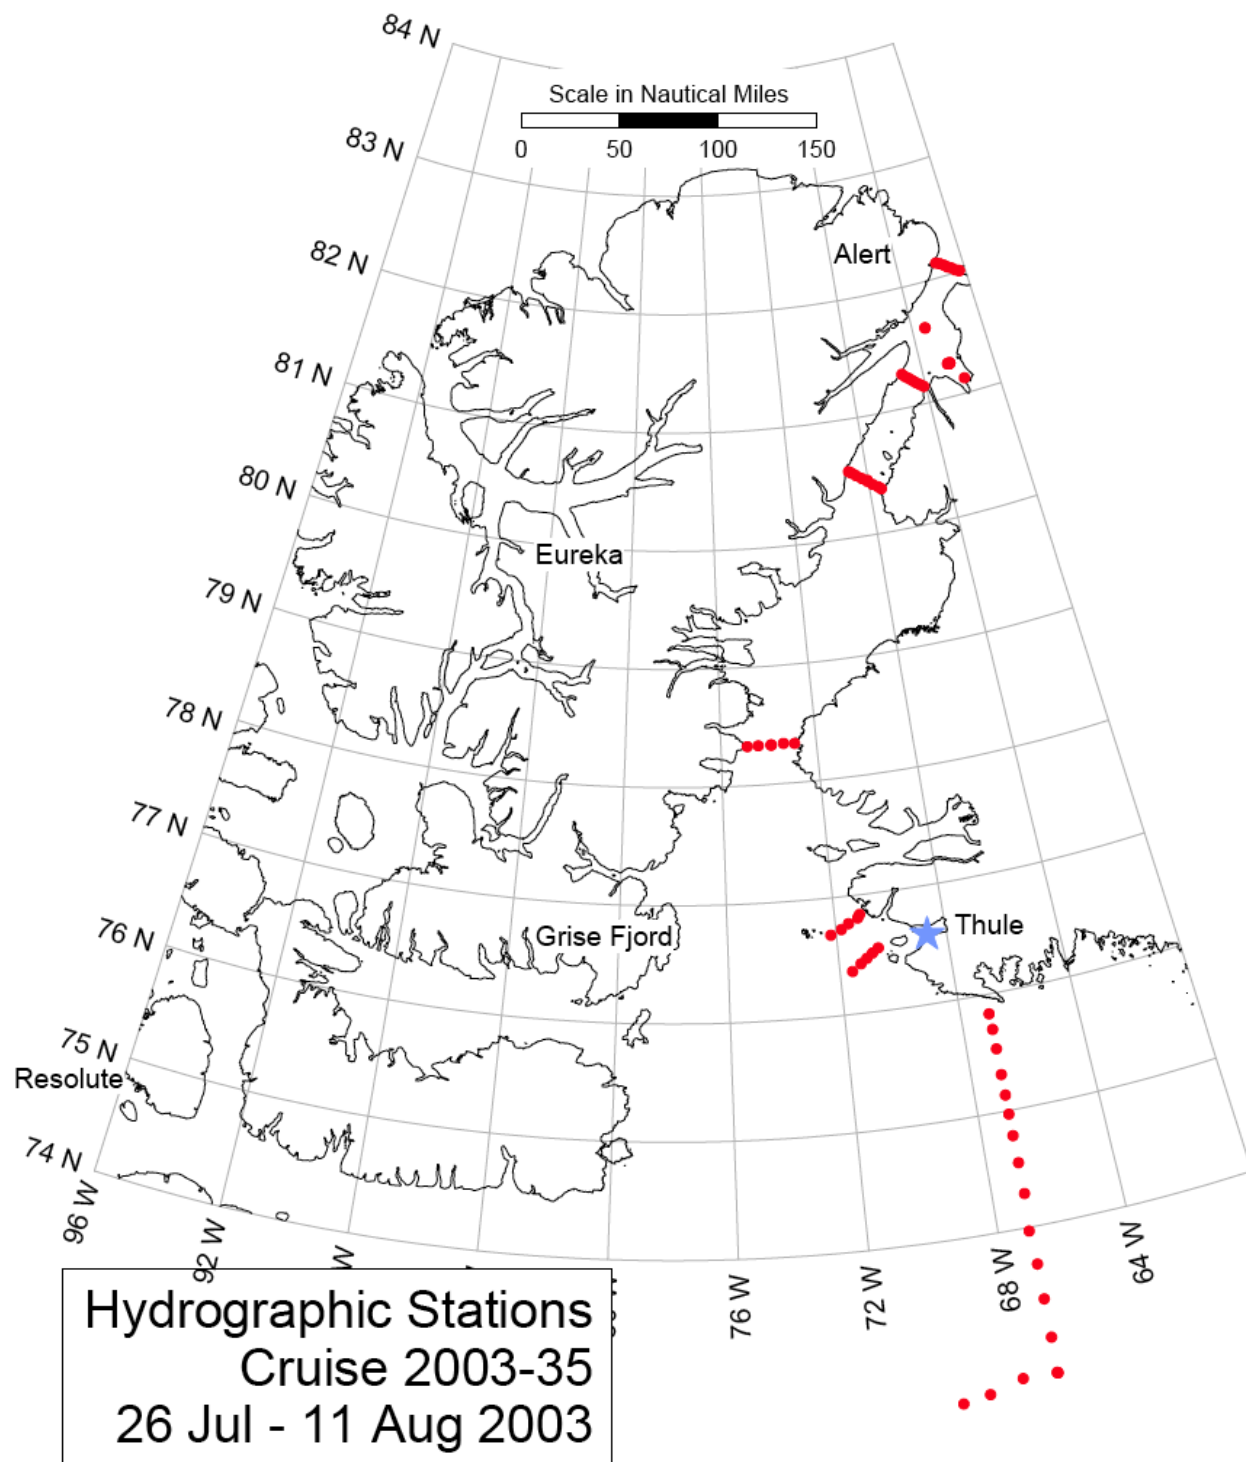 84 N
Scale in Nautical Miles
0 50 100 150
83 N
82 N
Alert
81 N
80 N
Eureka
79 N
78 N
77 N
76 N
Grise Fjord
Thule
75 N
Resolute
74 N
96 W
92 W
W
76 W
72 W
68 W
64 W
Hydrographic Stations
Cruise 2003-35
26 Jul - 11 Aug 2003